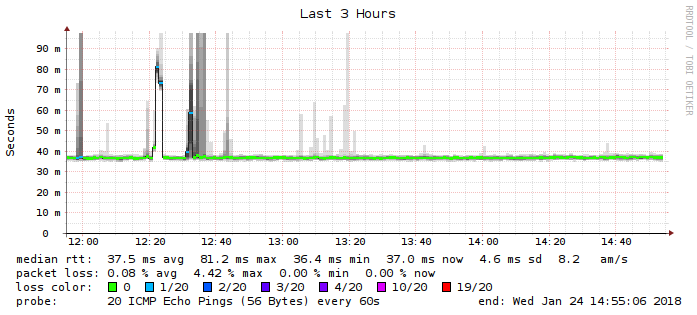 Last 3 Hours
RRDTOOL / TOBI OETIKER
Seconds
90 m
80 m
70 m
60 m
50 m
40 m
30 m
20 m
10 m
0
12:00 12:20 12:40 13:00 13:20 13:40 14:00 14:20 14:40
median rtt: 37.5 ms avg 81.2 ms max 36.4 ms min 37.0 ms now 4.6 ms sd 8.2 am/s
packet loss: 0.08 % avg 4.42 % max 0.00 % min 0.00 % now
loss color: 0 1/20 2/20 3/20 4/20 10/20 19/20
probe: 20 ICMP Echo Pings (56 Bytes) every 60s end: Wed Jan 24 14:55:06 2018